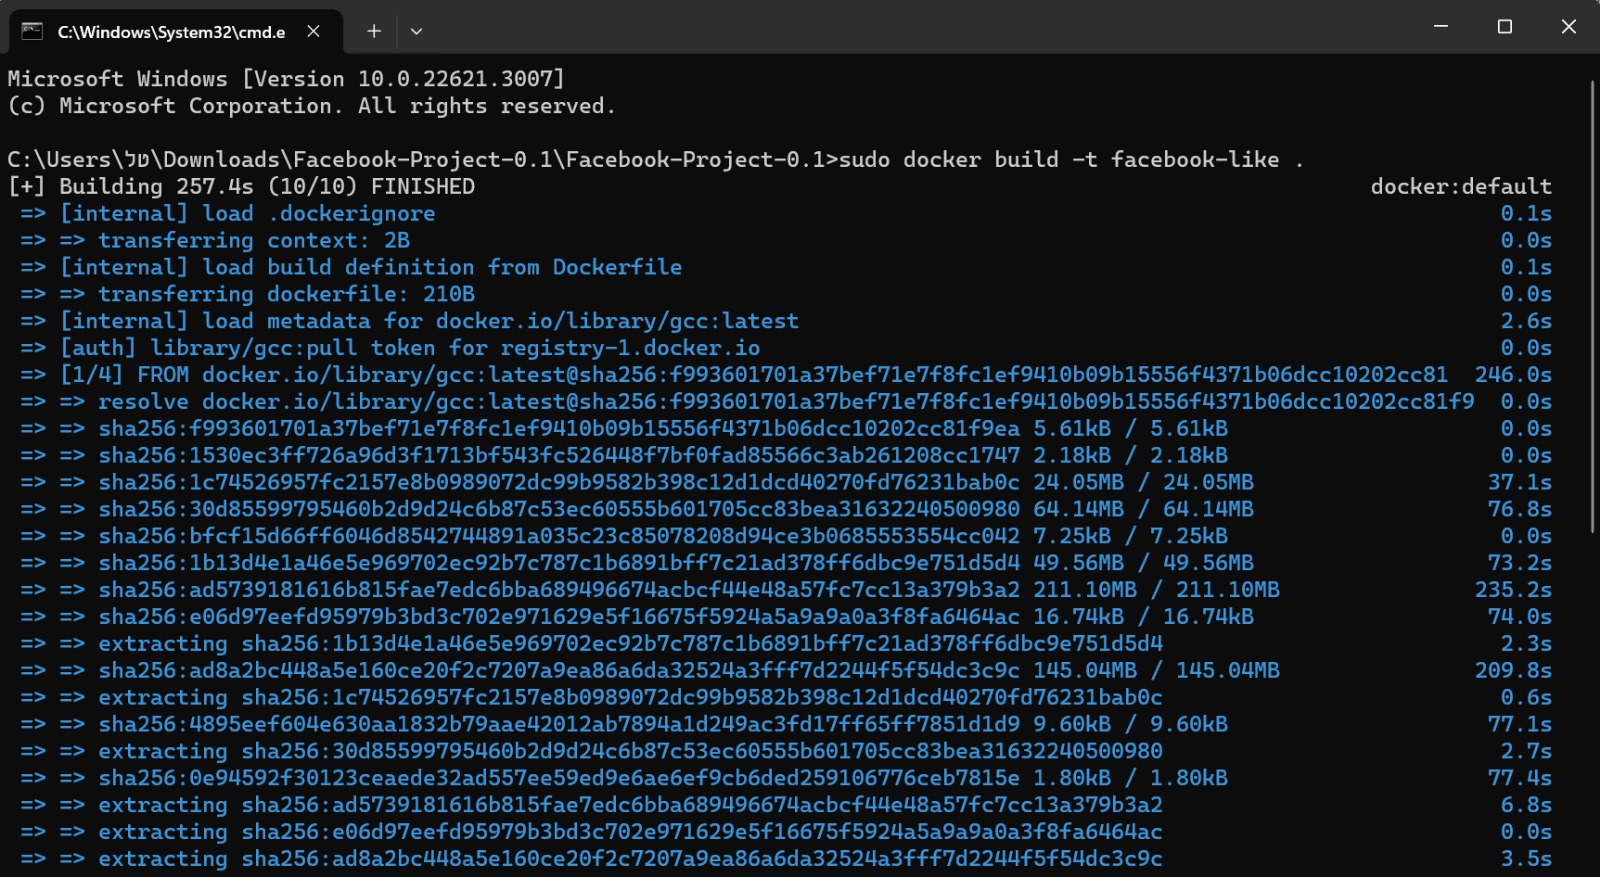 C:\Windows\System32\cmd.e
Microsoft Windows [Version 10.0.22621.3007]
(c) Microsoft Corporation. All rights reserved.
C:\Users\טל\Downloads\Facebook-Project-0.1\Facebook-Project-0.1>sudo docker build -t facebook-like .
[+] Building 257.4s (10/10) FINISHED docker:default
=> [internal] load .dockerignore 0.1s
=> => transferring context: 2B 0.0s
=> [internal] load build definition from Dockerfile 0.1s
=> => transferring dockerfile: 210B 0.0s
=> [internal] load metadata for docker.io/library/gcc:latest 2.6s
=> [auth] library/gcc:pull token for registry-1.docker.io 0.0s
=> [1/4] FROM docker.io/library/gcc:latest@sha256:f993601701a37bef71e7f8fc1ef9410b09b15556f4371b06dcc10202cc81 246.0s
=> => resolve docker.io/library/gcc:latest@sha256:f993601701a37bef71e7f8fc1ef9410b09b15556f4371b06dcc10202cc81f9 0.0s
=> => sha256:f993601701a37bef71e7f8fc1ef9410b09b15556f4371b06dcc10202cc81f9ea 5.61kB / 5.61kB 0.0s
=> => sha256:1530ec3ff726a96d3f1713bf543fc526448f7bf0fad85566c3ab261208cc1747 2.18kB / 2.18kB 0.0s
=> => sha256:1c74526957fc2157e8b0989072dc99b9582b398c12d1dcd40270fd76231bab0c 24.05MB / 24.05MB 37.1s
=> => sha256:30d85599795460b2d9d24c6b87c53ec60555b601705cc83bea31632240500980 64.14MB / 64.14MB 76.8s
=> => sha256:bfcf15d66ff6046d8542744891a035c23c85078208d94ce3b0685553554cc042 7.25kB / 7.25kB 0.0s
=> => sha256:1b13d4e1a46e5e969702ec92b7c787c1b6891bff7c21ad378ff6dbc9e751d5d4 49.56MB / 49.56MB 73.2s
=> => sha256:ad5739181616b815fae7edc6bba689496674acbcf44e48a57fc7cc13a379b3a2 211.10MB / 211.10MB 235.2s
=> => sha256:e06d97eefd95979b3bd3c702e971629e5f16675f5924a5a9a9a0a3f8fa6464ac 16.74kB / 16.74kB 74.0s
=> => extracting sha256:1b13d4e1a46e5e969702ec92b7c787c1b6891bff7c21ad378ff6dbc9e751d5d4 2.3s
=> => sha256:ad8a2bc448a5e160ce20f2c7207a9ea86a6da32524a3fff7d2244f5f54dc3c9c 145.04MB / 145.04MB 209.8s
=> => extracting sha256:1c74526957fc2157e8b0989072dc99b9582b398c12d1dcd40270fd76231bab0c 0.6s
=> => sha256:4895eef604e630aa1832b79aae42012ab7894a1d249ac3fd17ff65ff7851d1d9 9.60kB / 9.60kB 77.1s
=> => extracting sha256:30d85599795460b2d9d24c6b87c53ec60555b601705cc83bea31632240500980 2.7s
=> => sha256:0e94592f30123ceaede32ad557ee59ed9e6ae6ef9cb6ded259106776ceb7815e 1.80kB / 1.80kB 77.4s
=> => extracting sha256:ad5739181616b815fae7edc6bba689496674acbcf44e48a57fc7cc13a379b3a2 6.8s
=> => extracting sha256:e06d97eefd95979b3bd3c702e971629e5f16675f5924a5a9a9a0a3f8fa6464ac 0.0s
=> => extracting sha256:ad8a2bc448a5e160ce20f2c7207a9ea86a6da32524a3fff7d2244f5f54dc3c9c 3.5s